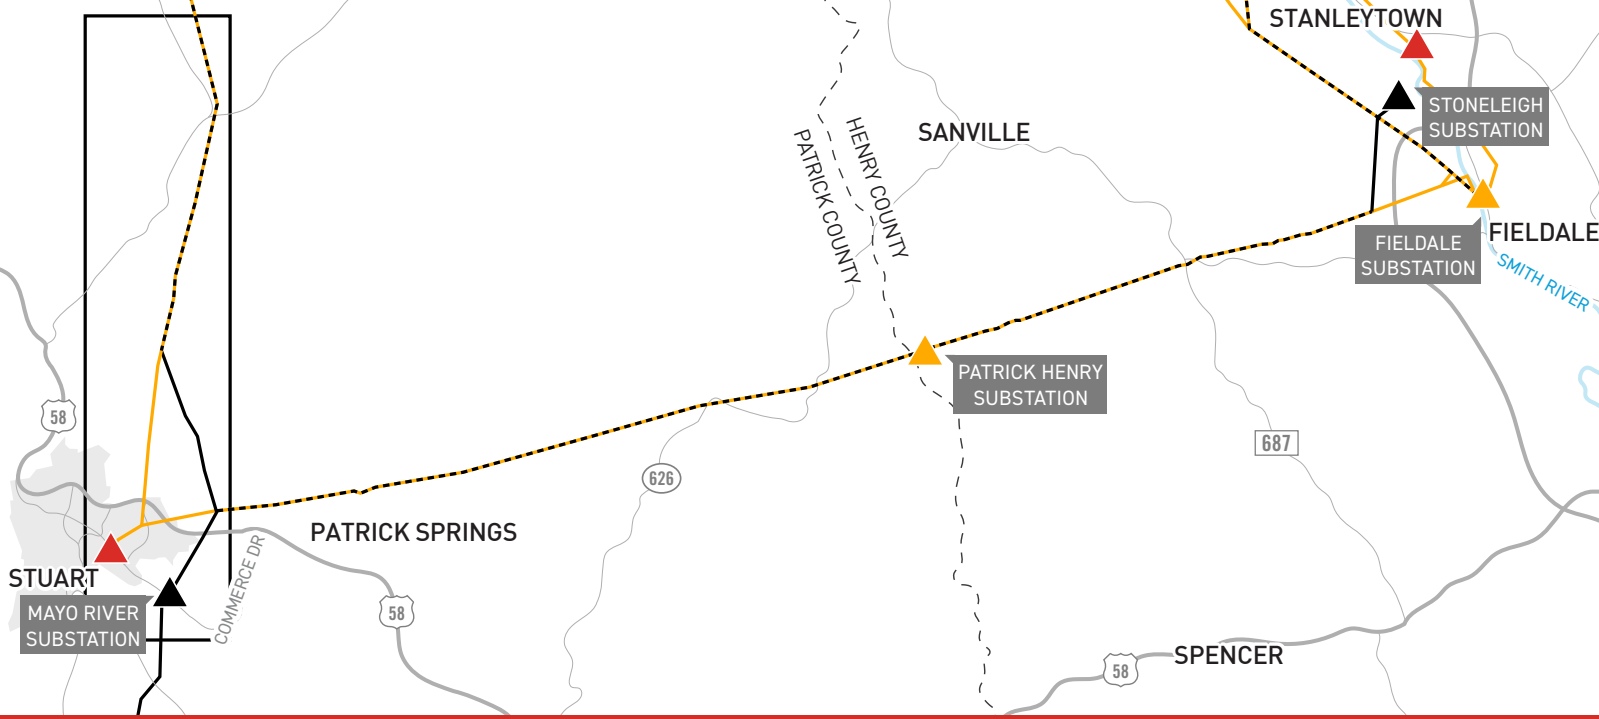 STANLEYTOWN
STONELEIGH
SUBSTATION
SANVILLE
HENRY COUNTY
PATRICK COUNTY
FIELDALE
FIELDALE
SUBSTATION
SMITH RIVER
PATRICK HENRY
SUBSTATION
58
687
626
PATRICK SPRINGS
STUART
MAYO RIVER
SUBSTATION
COMMERCE DR
58
58
SPENCER